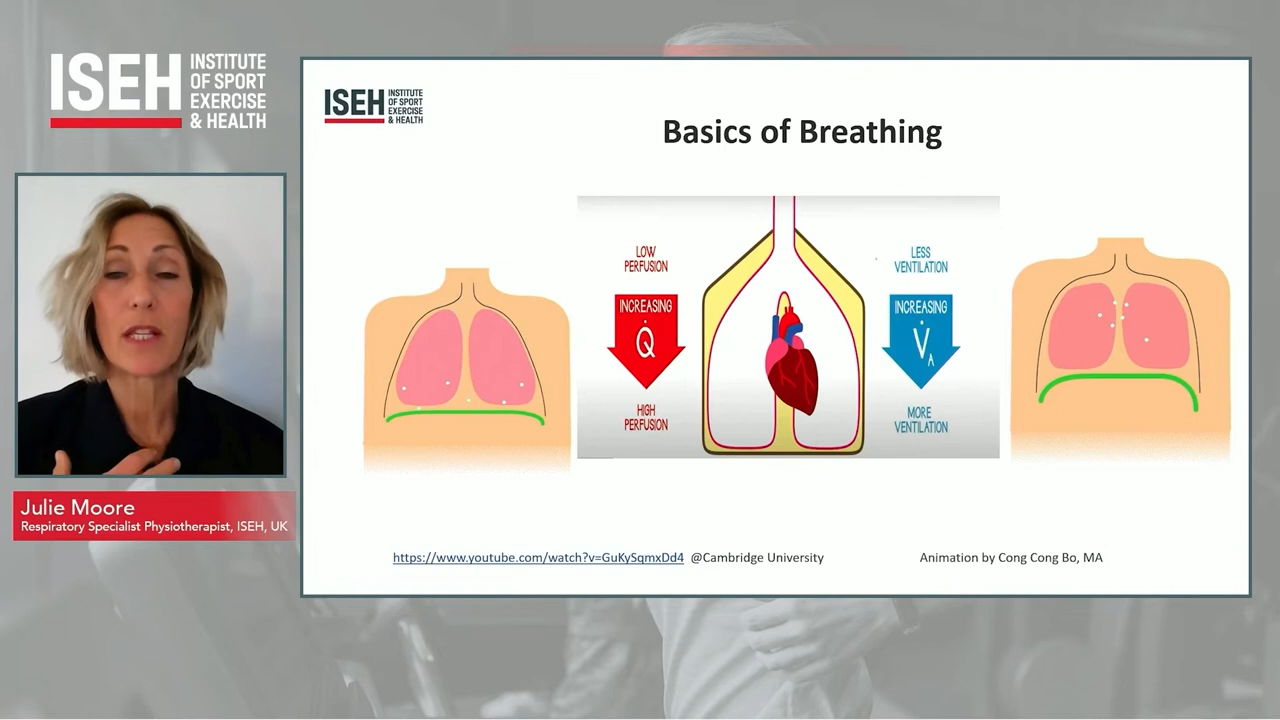 ISEH
INSTITUTE
OF SPORT
EXERCISE
& HEALTH
Julie Moore
Respiratory Specialist Physiotherapist, ISEH, UK
ISEH
INSTITUTE
OF SPORT
EXERCISE
& HEALTH
Basics of Breathing
LOW
PERFUSION
INCREASING
Q̇
HIGH
PERFUSION
LESS
VENTILATION
INCREASING
V̇A
MORE
VENTILATION
https://www.youtube.com/watch?v=GuKySqmxDd4 @Cambridge University
Animation by Cong Cong Bo, MA